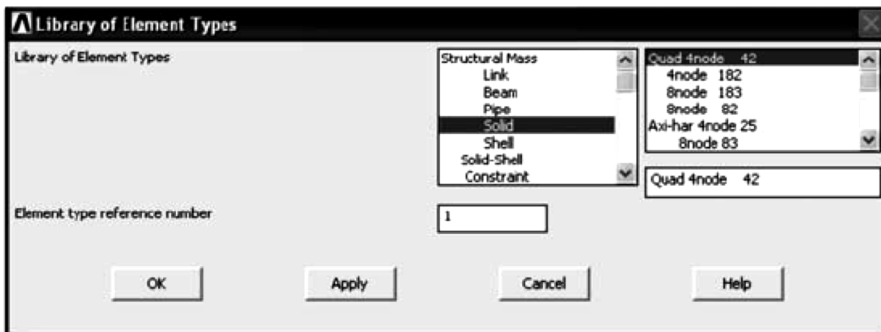 Library of Element Types
Library of Element Types
Structural Mass
Link
Beam
Pipe
Solid
Shell
Solid-Shell
Constraint
Quad 4node 42
4node 182
8node 183
8node 82
Axi-har 4node 25
8node 83
Quad 4node 42
Element type reference number
1
OK
Apply
Cancel
Help